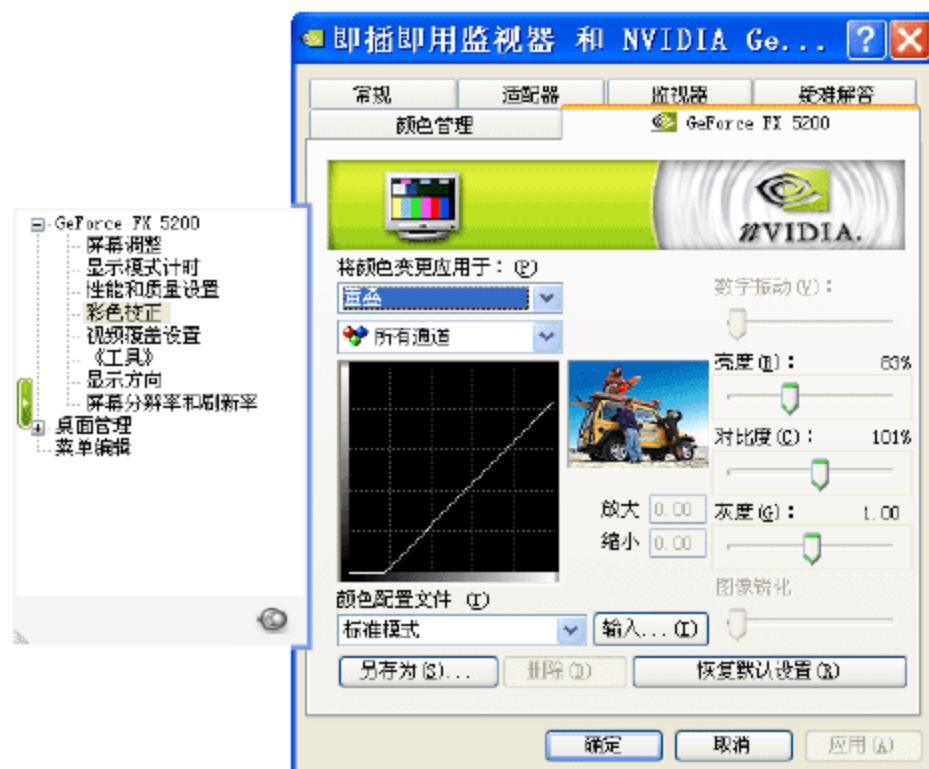 即插即用监视器 和 NVIDIA Ge...
常规 适配器 监视器 疑难解答
颜色管理 GeForce FX 5200
NVIDIA.
GeForce FX 5200
屏幕调整
显示模式计时
性能和质量设置
彩色校正
视频覆盖设置
《工具》
显示方向
屏幕分辨率和刷新率
桌面管理
菜单编辑
将颜色变更应用于：(P)
重叠
所有通道
数字振动(V)：
亮度(B)： 83%
对比度(C)： 101%
放大 0.00
缩小 0.00
灰度(G)： 1.00
图像锐化
颜色配置文件 (T)
标准模式
输入...(I)
另存为(S)... 删除(D) 恢复默认设置(R)
确定 取消 应用(A)